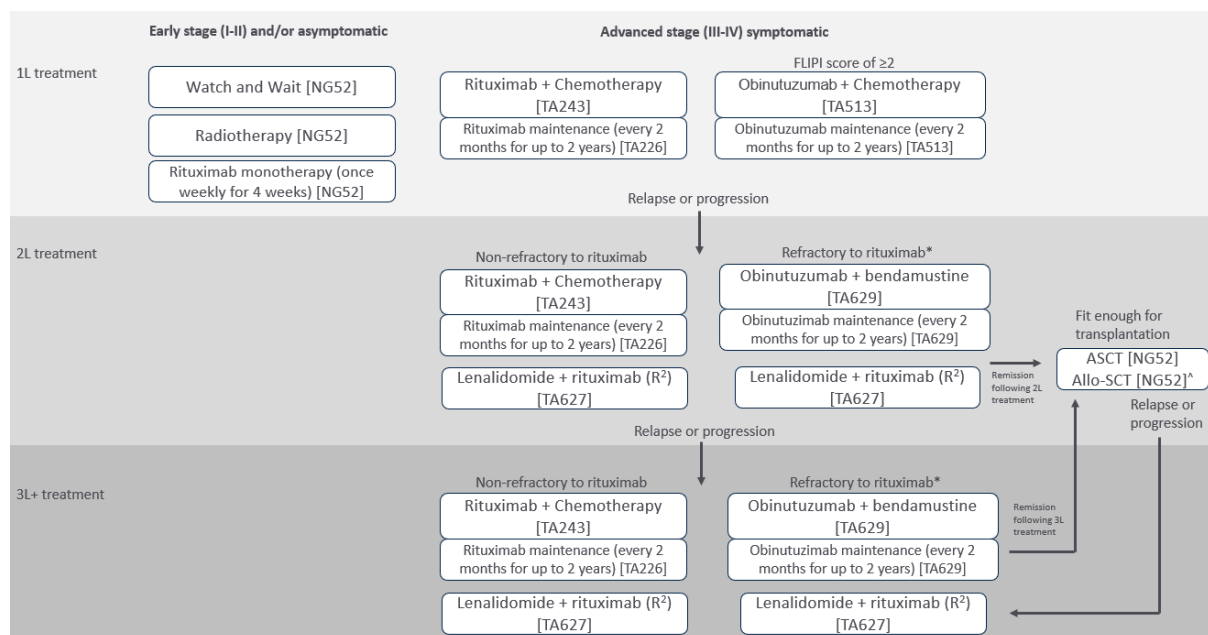 Early stage (I-II) and/or asymptomatic
Advanced stage (III-IV) symptomatic
1L treatment
Watch and Wait [NG52]
Radiotherapy [NG52]
Rituximab monotherapy (once
weekly for 4 weeks) [NG52]
Rituximab + Chemotherapy
[TA243]
Rituximab maintenance (every 2
months for up to 2 years) [TA226]
FLIPI score of ≥2
Obinutuzumab + Chemotherapy
[TA513]
Obinutuzumab maintenance (every 2
months for up to 2 years) [TA513]
Relapse or progression
2L treatment
Non-refractory to rituximab
Rituximab + Chemotherapy
[TA243]
Rituximab maintenance (every 2
months for up to 2 years) [TA226]
Lenalidomide + rituximab (R²)
[TA627]
Refractory to rituximab*
Obinutuzumab + bendamustine
[TA629]
Obinutuzimab maintenance (every 2
months for up to 2 years) [TA629]
Lenalidomide + rituximab (R²)
[TA627]
Remission
following 2L
treatment
Fit enough for
transplantation
ASCT [NG52]
Allo-SCT [NG52]^
Relapse or
progression
Relapse or progression
3L+ treatment
Non-refractory to rituximab
Rituximab + Chemotherapy
[TA243]
Rituximab maintenance (every 2
months for up to 2 years) [TA226]
Lenalidomide + rituximab (R²)
[TA627]
Refractory to rituximab*
Obinutuzumab + bendamustine
[TA629]
Obinutuzimab maintenance (every 2
months for up to 2 years) [TA629]
Lenalidomide + rituximab (R²)
[TA627]
Remission
following 3L
treatment